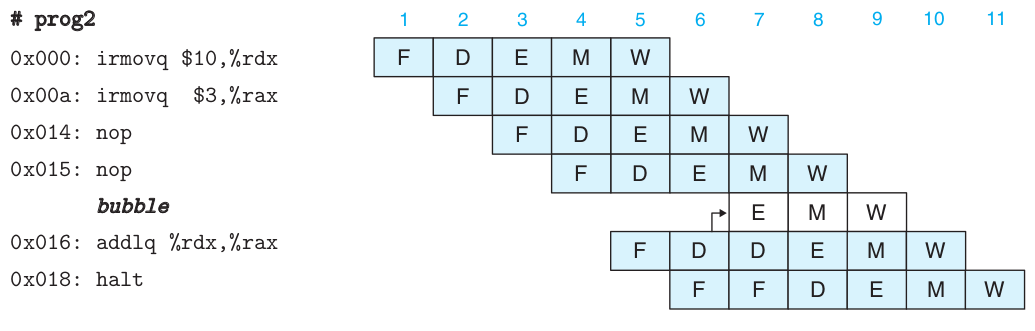 # prog2 1 2 3 4 5 6 7 8 9 10 11
0x000: irmovq $10,%rdx F D E M W
0x00a: irmovq  $3,%rax F D E M W
0x014: nop F D E M W
0x015: nop F D E M W
bubble E M W
0x016: addlq %rdx,%rax F D D E M W
0x018: halt F F D E M W